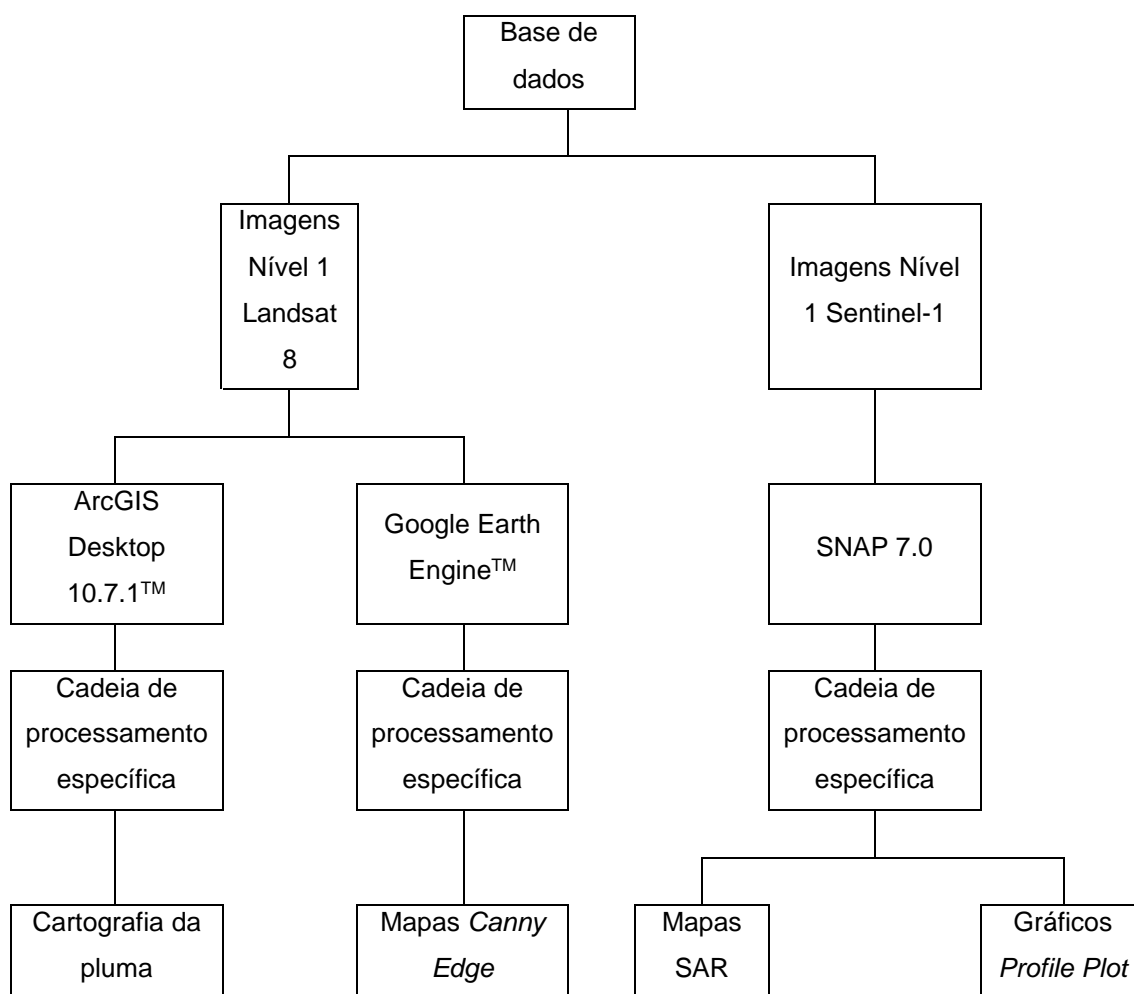 Base de
dados
Imagens
Nível 1
Landsat
8
Imagens Nível
1 Sentinel-1
ArcGIS
Desktop
10.7.1™
Google Earth
Engine™
SNAP 7.0
Cadeia de
processamento
específica
Cadeia de
processamento
específica
Cadeia de
processamento
específica
Cartografia da
pluma
Mapas Canny
Edge
Mapas
SAR
Gráficos
Profile Plot